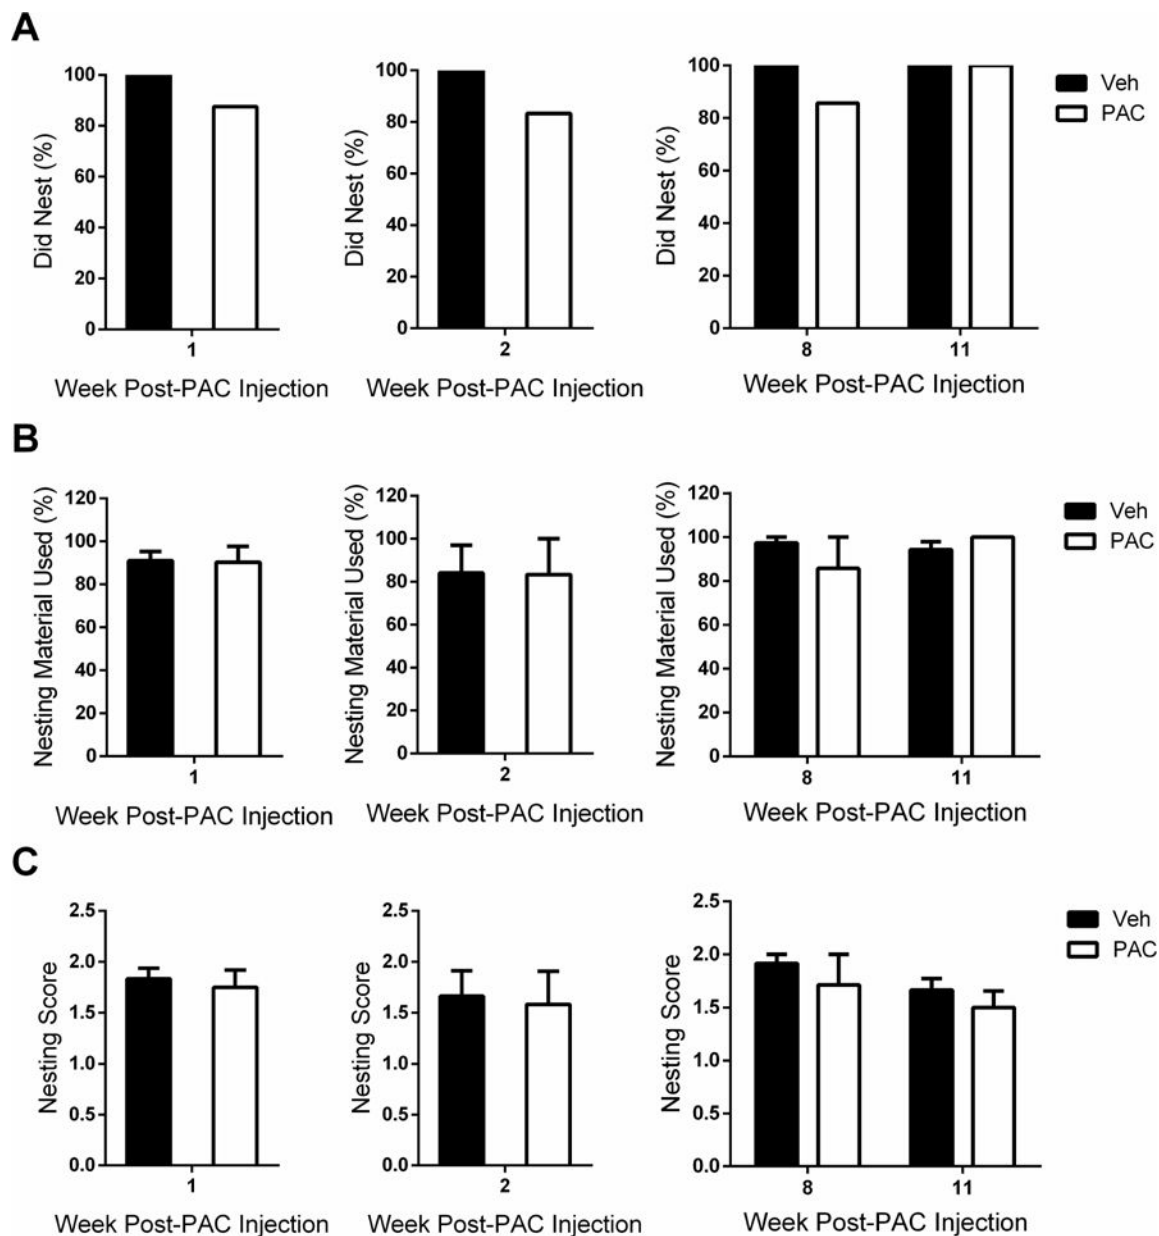 A
Did Nest (%)
100
80
60
40
20
0
1
Week Post-PAC Injection
Did Nest (%)
100
80
60
40
20
0
2
Week Post-PAC Injection
Did Nest (%)
100
80
60
40
20
0
8 11
Week Post-PAC Injection
Veh
PAC
B
Nesting Material Used (%)
120
100
80
60
40
20
0
1
Week Post-PAC Injection
Nesting Material Used (%)
120
100
80
60
40
20
0
2
Week Post-PAC Injection
Nesting Material Used (%)
120
100
80
60
40
20
0
8 11
Week Post-PAC Injection
Veh
PAC
C
Nesting Score
2.5
2.0
1.5
1.0
0.5
0.0
1
Week Post-PAC Injection
Nesting Score
2.5
2.0
1.5
1.0
0.5
0.0
2
Week Post-PAC Injection
Nesting Score
2.5
2.0
1.5
1.0
0.5
0.0
8 11
Week Post-PAC Injection
Veh
PAC